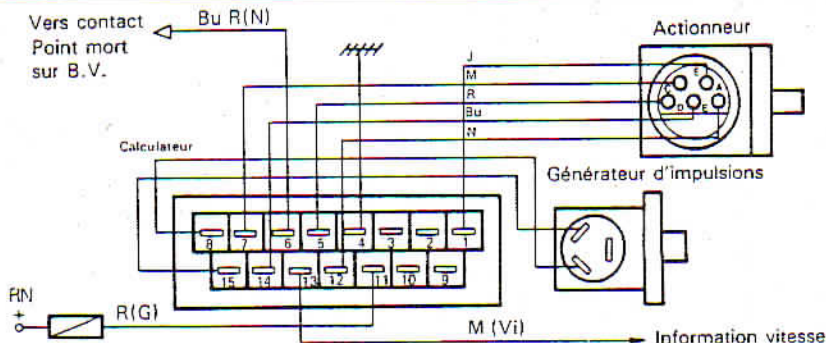 Vers contact
Point mort
sur B.V.
Bu R(N)
Actionneur
J
M
R
Bu
N
E
C
A
D
E
Calculateur
Générateur d'impulsions
8 7 6 5 4 3 2 1
15 14 13 12 11 10 9
RN
+
R(G)
M (Vi)
Information vitesse